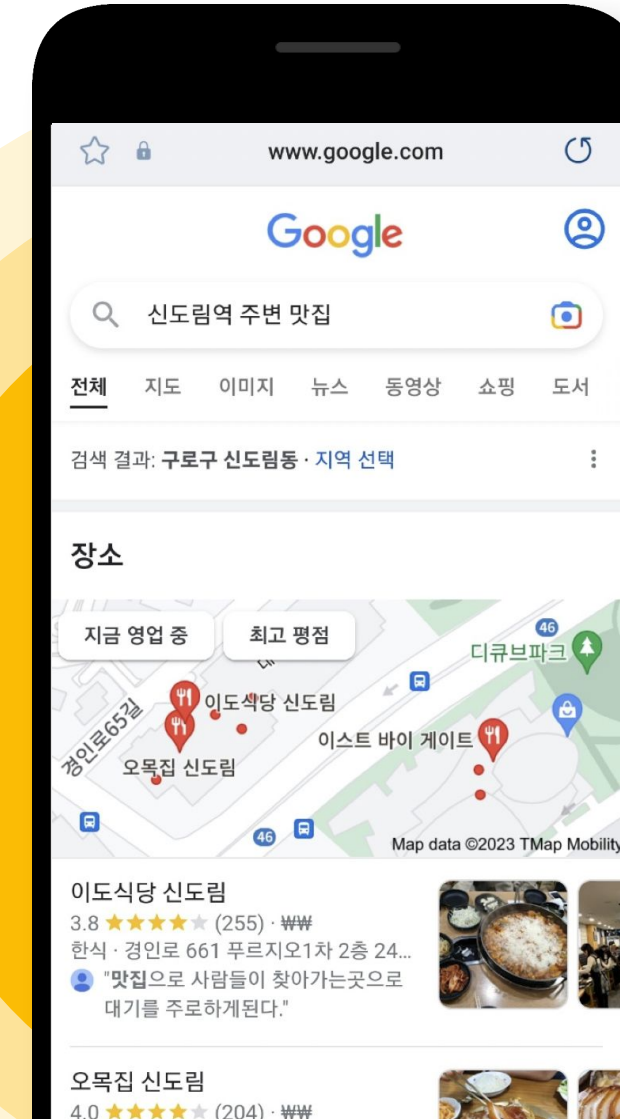 www.google.com
Google
신도림역 주변 맛집
전체 지도 이미지 뉴스 동영상 쇼핑 도서
검색 결과: 구로구 신도림동 · 지역 선택
장소
지금 영업 중 최고 평점
46
디큐브파크
이도식당 신도림
경인로65길
이스트 바이 게이트
오목집 신도림
46
Map data ©2023 TMap Mobility
이도식당 신도림
3.8 (255) · ₩₩
한식 · 경인로 661 푸르지오1차 2층 24...
"맛집으로 사람들이 찾아가는곳으로
대기를 주로하게된다."
오목집 신도림
4.0 (204) · ₩₩